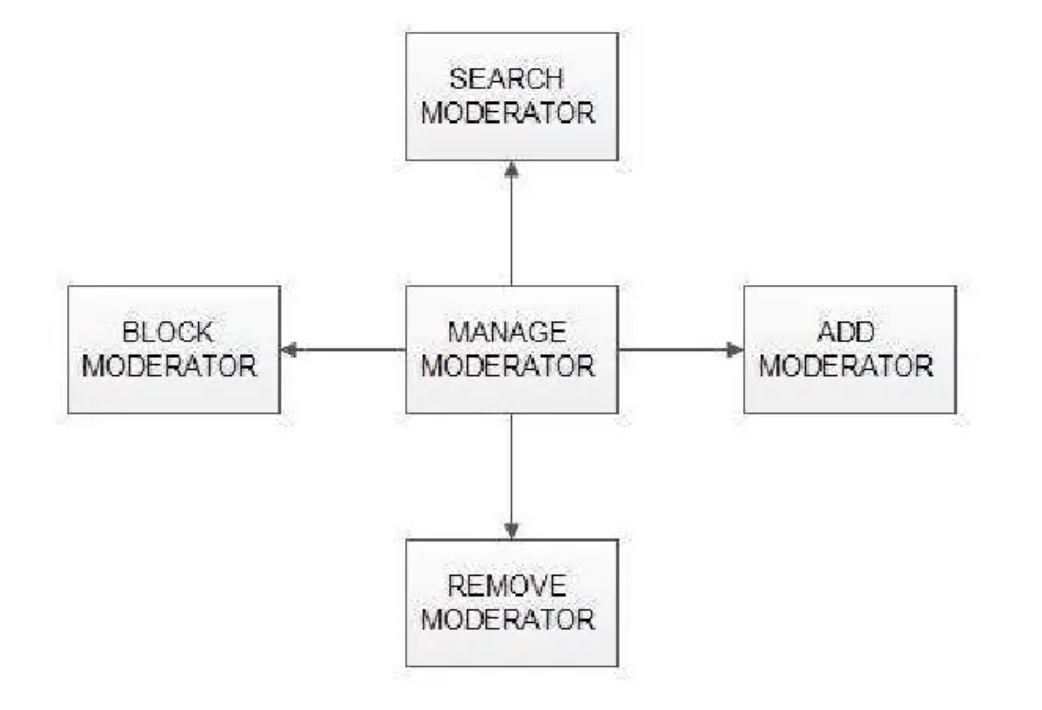 SEARCH
MODERATOR
BLOCK
MODERATOR
MANAGE
MODERATOR
ADD
MODERATOR
REMOVE
MODERATOR